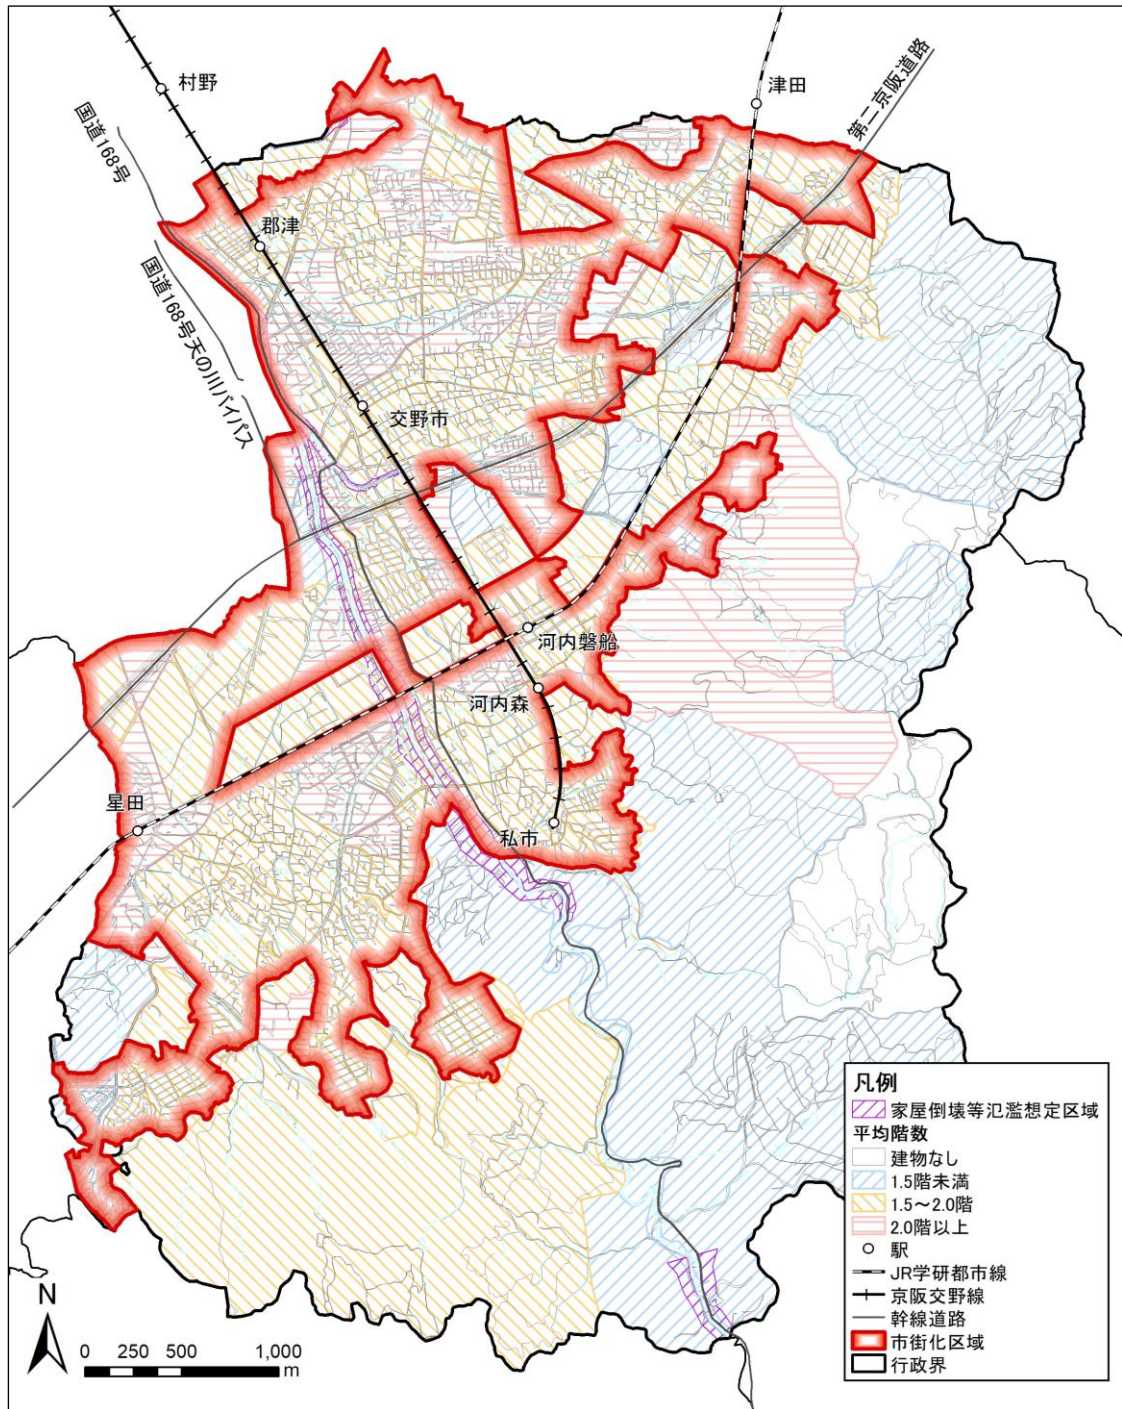 村野
津田
国道168号
第二京阪道路
郡津
国道168号天の川バイパス
交野市
河内磐船
河内森
星田
私市
凡例
家屋倒壊等氾濫想定区域
平均階数
建物なし
1.5階未満
1.5～2.0階
2.0階以上
駅
JR学研都市線
京阪交野線
幹線道路
市街化区域
行政界
N
0 250 500 1,000
m